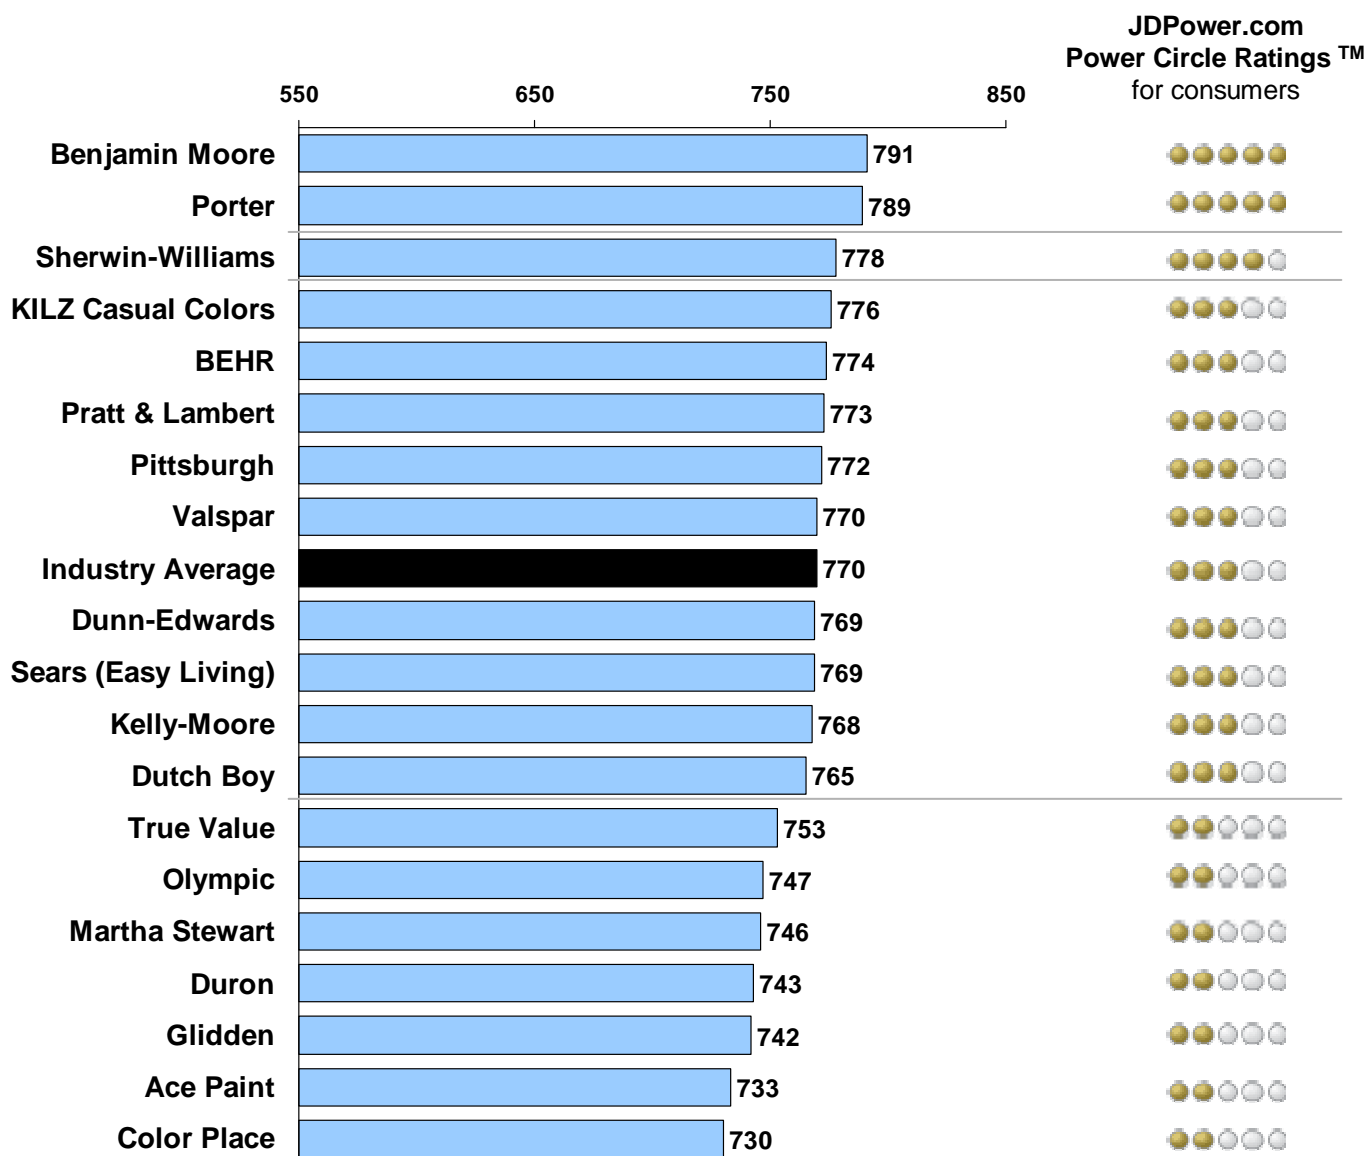 JDPower.com
Power Circle Ratings TM
for consumers
550 650 750 850
Benjamin Moore 791
Porter 789
Sherwin-Williams 778
KILZ Casual Colors 776
BEHR 774
Pratt & Lambert 773
Pittsburgh 772
Valspar 770
Industry Average 770
Dunn-Edwards 769
Sears (Easy Living) 769
Kelly-Moore 768
Dutch Boy 765
True Value 753
Olympic 747
Martha Stewart 746
Duron 743
Glidden 742
Ace Paint 733
Color Place 730